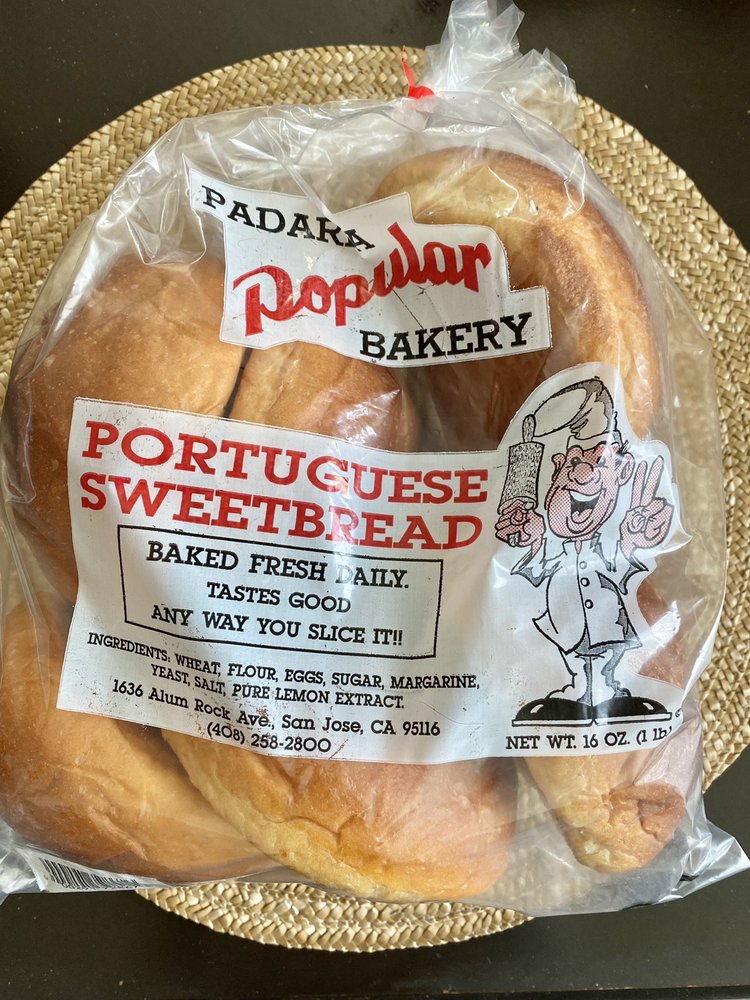 PADARIA
Popular
BAKERY
PORTUGUESE
SWEETBREAD
BAKED FRESH DAILY.
TASTES GOOD
ANY WAY YOU SLICE IT!!
INGREDIENTS: WHEAT, FLOUR, EGGS, SUGAR, MARGARINE,
YEAST, SALT, PURE LEMON EXTRACT.
1636 Alum Rock Ave., San Jose, CA 95116
(408) 258-2800
NET WT. 16 OZ. (1 lb.